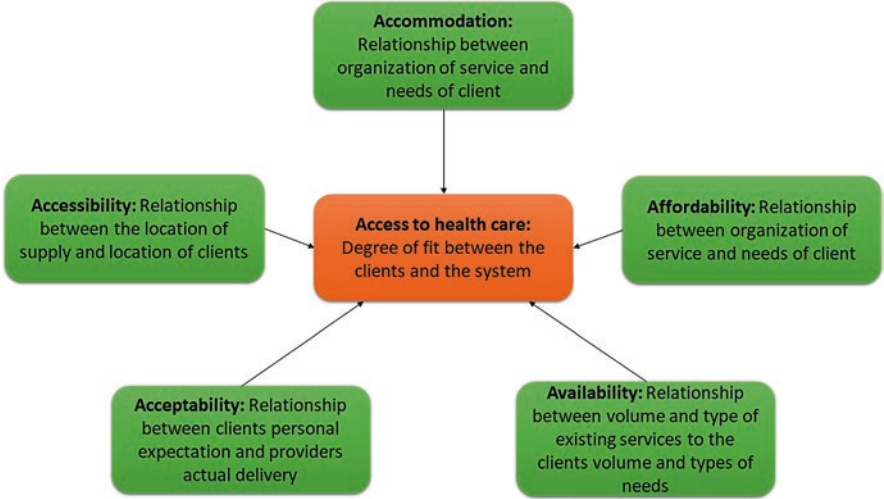 Accommodation:
Relationship between
organization of service and
needs of client
Accessibility: Relationship
between the location of
supply and location of clients
Access to health care:
Degree of fit between the
clients and the system
Affordability: Relationship
between organization of
service and needs of client
Acceptability: Relationship
between clients personal
expectation and providers
actual delivery
Availability: Relationship
between volume and type of
existing services to the
clients volume and types of
needs